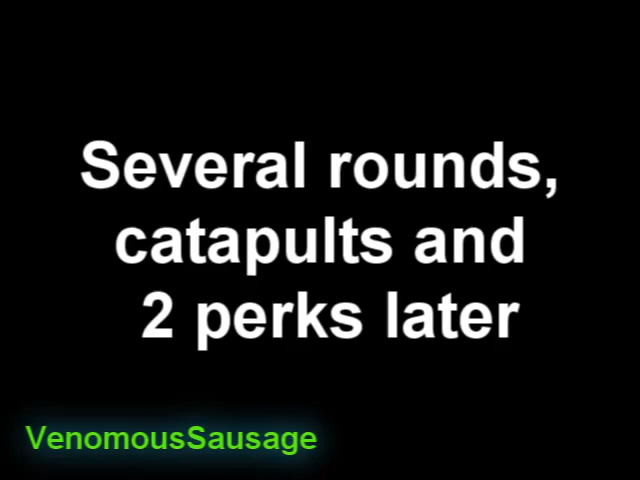 Several rounds,
catapults and
2 perks later
VenomousSausage